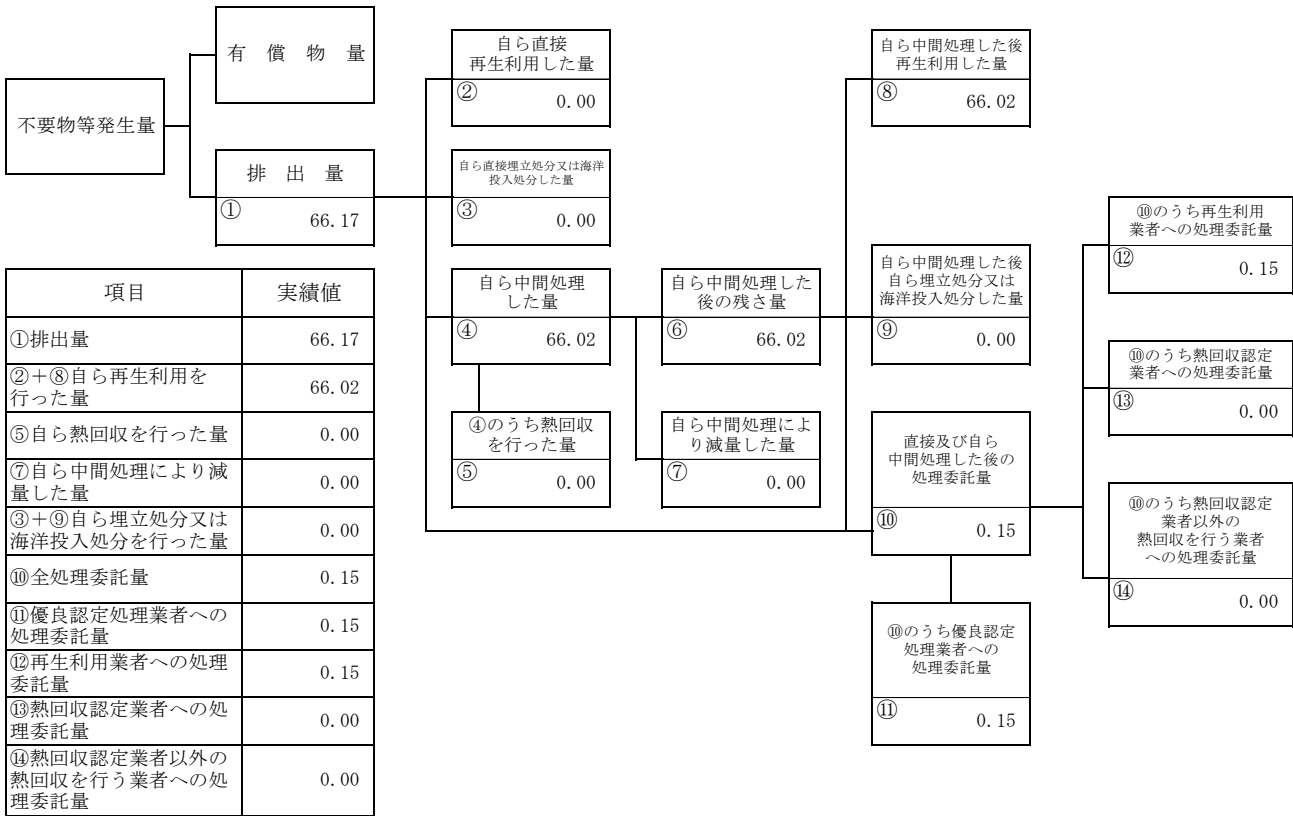 不要物等発生量
有　償　物　量
排　出　量
①
66.17
自ら直接
再生利用した量
②
0.00
自ら直接埋立処分又は海洋
投入処分した量
③
0.00
自ら中間処理
した量
④
66.02
④のうち熱回収
を行った量
⑤
0.00
自ら中間処理した
後の残さ量
⑥
66.02
自ら中間処理によ
り減量した量
⑦
0.00
自ら中間処理した後
再生利用した量
⑧
66.02
自ら中間処理した後
自ら埋立処分又は
海洋投入処分した量
⑨
0.00
直接及び自ら
中間処理した後の
処理委託量
⑩
0.15
⑩のうち優良認定
処理業者への
処理委託量
⑪
0.15
⑩のうち再生利用
業者への処理委託量
⑫
0.15
⑩のうち熱回収認定
業者への処理委託量
⑬
0.00
⑩のうち熱回収認定
業者以外の
熱回収を行う業者
への処理委託量
⑭
0.00
項目　実績値
①排出量　66.17
②＋⑧自ら再生利用を
行った量　66.02
⑤自ら熱回収を行った量　0.00
⑦自ら中間処理により減
量した量　0.00
③＋⑨自ら埋立処分又は
海洋投入処分を行った量　0.00
⑩全処理委託量　0.15
⑪優良認定処理業者への
処理委託量　0.15
⑫再生利用業者への処理
委託量　0.15
⑬熱回収認定業者への処
理委託量　0.00
⑭熱回収認定業者以外の
熱回収を行う業者への処
理委託量　0.00